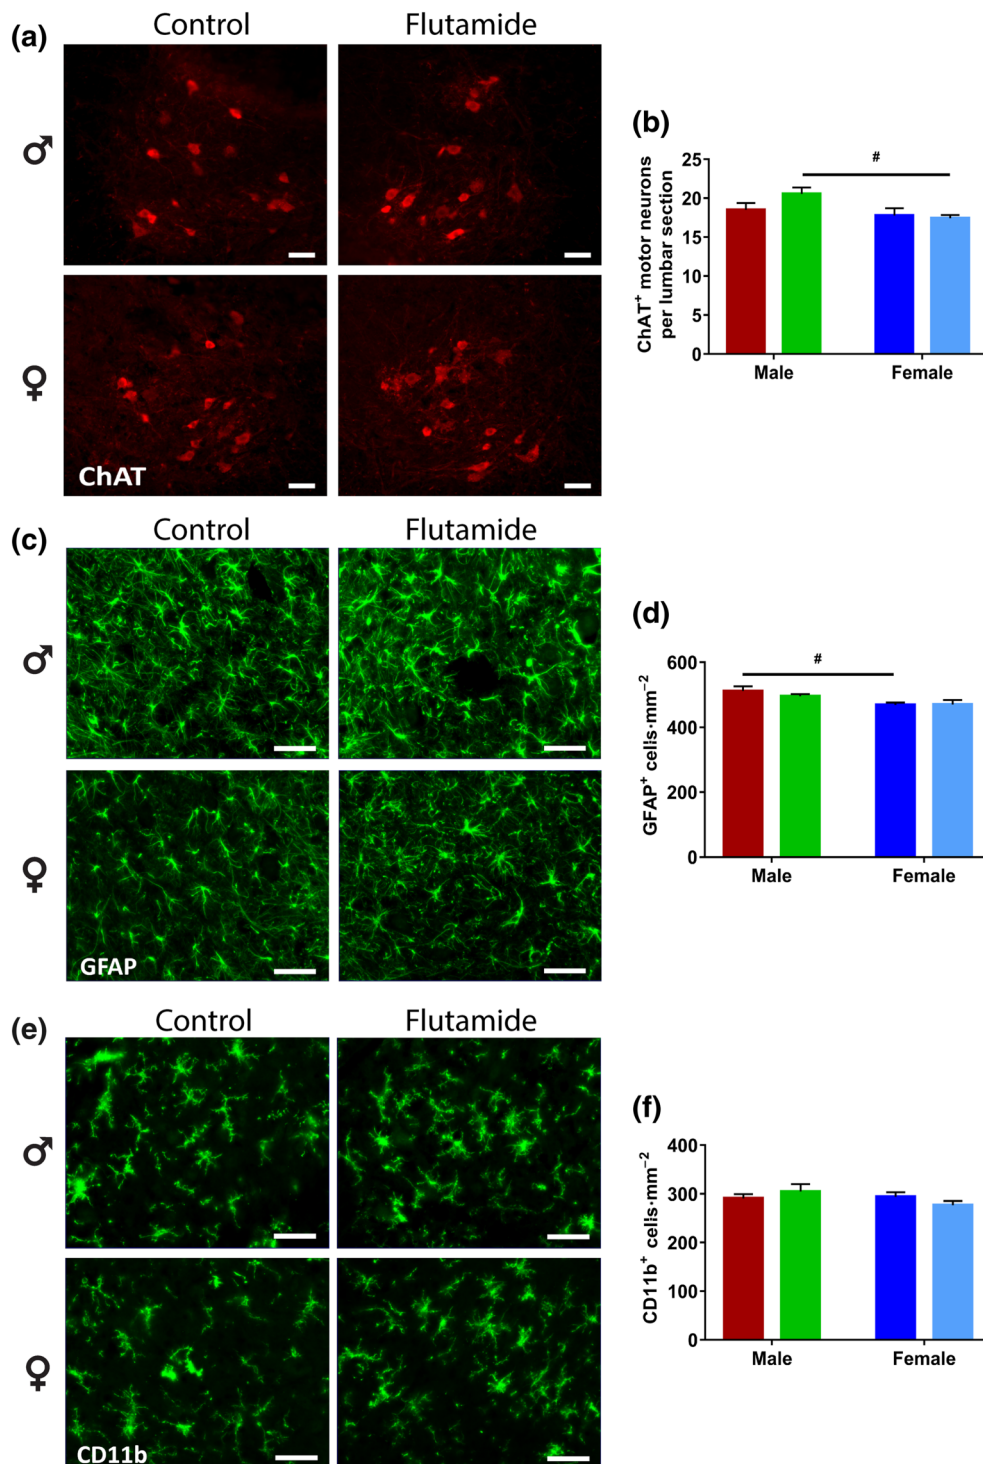 (a)
Control Flutamide
♂
♀
ChAT
(b)
#
25
20
15
10
5
0
ChAT⁺ motor neurons
per lumbar section
Male Female
(c)
Control Flutamide
♂
♀
GFAP
(d)
#
600
400
200
0
GFAP⁺ cells·mm⁻²
Male Female
(e)
Control Flutamide
♂
♀
CD11b
(f)
400
300
200
100
0
CD11b⁺ cells·mm⁻²
Male Female